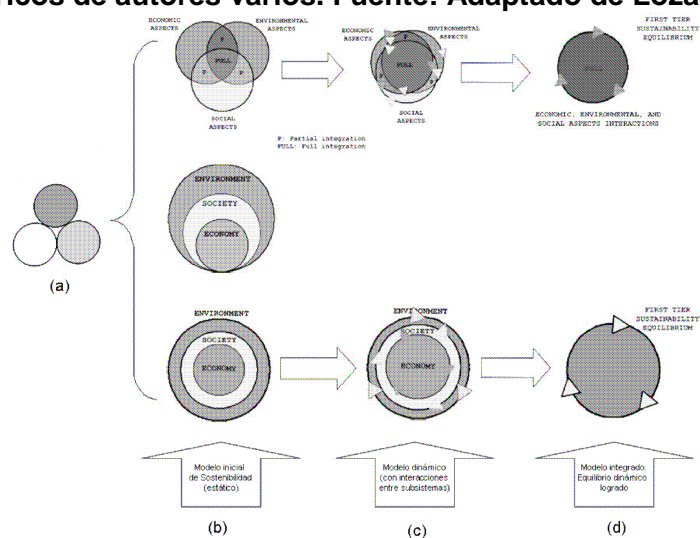 ricos de autores varios. Fuente: Adaptado de Loza
ECONOMIC
ASPECTS
ENVIRONMENTAL
ASPECTS
P
FULL
P
P
SOCIAL
ASPECTS
ECONOMIC
ASPECTS
ENVIRONMENTAL
ASPECTS
FULL
P
P
SOCIAL
ASPECTS
FIRST TIER
SUSTAINABILITY
EQUILIBRIUM
FULL
ECONOMIC, ENVIRONMENTAL, AND
SOCIAL ASPECTS INTERACTIONS
P: Partial integration
FULL: Full integration
ENVIRONMENT
SOCIETY
ECONOMY
(a)
ENVIRONMENT
SOCIETY
ECONOMY
ENVIRONMENT
SOCIETY
ECONOMY
FIRST TIER
SUSTAINABILITY
EQUILIBRIUM
Modelo inicial
de Sostenibilidad
(estático)
Modelo dinámico
(con interacciones
entre subsistemas)
Modelo integrado:
Equilibrio dinámico
logrado
(b)
(c)
(d)